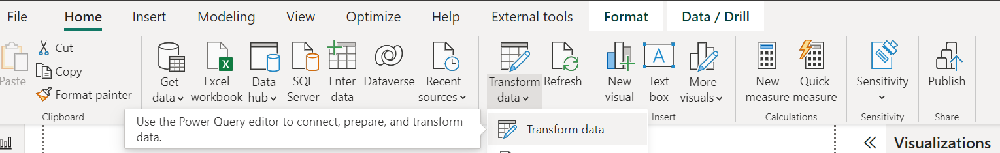 File Home Insert Modeling View Optimize Help External tools Format Data / Drill
Paste
Cut
Copy
Format painter
Clipboard
Get data
Excel workbook
Data hub
SQL Server
Enter data
Dataverse
Recent sources
Transform data
Refresh
New visual
Text box
More visuals
Insert
New measure
Quick measure
Calculations
Sensitivity
Sensitivity
Publish
Share
Use the Power Query editor to connect, prepare, and transform
data.
Transform data
Visualizations